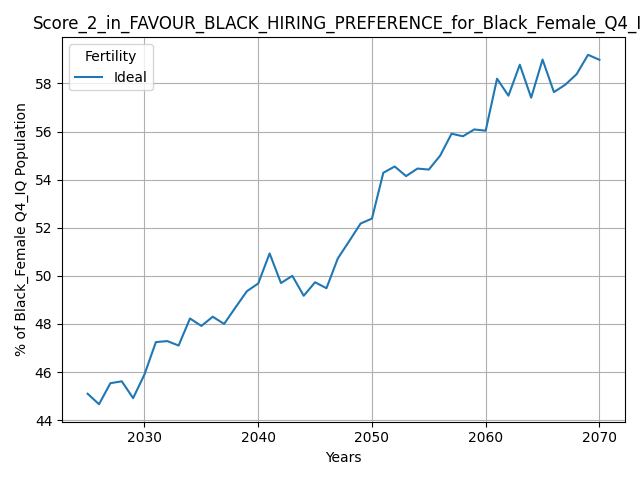 Score_2_in_FAVOUR_BLACK_HIRING_PREFERENCE_for_Black_Female_Q4_I
Fertility
Ideal
% of Black_Female Q4_IQ Population
58
56
54
52
50
48
46
44
2030
2040
2050
2060
2070
Years